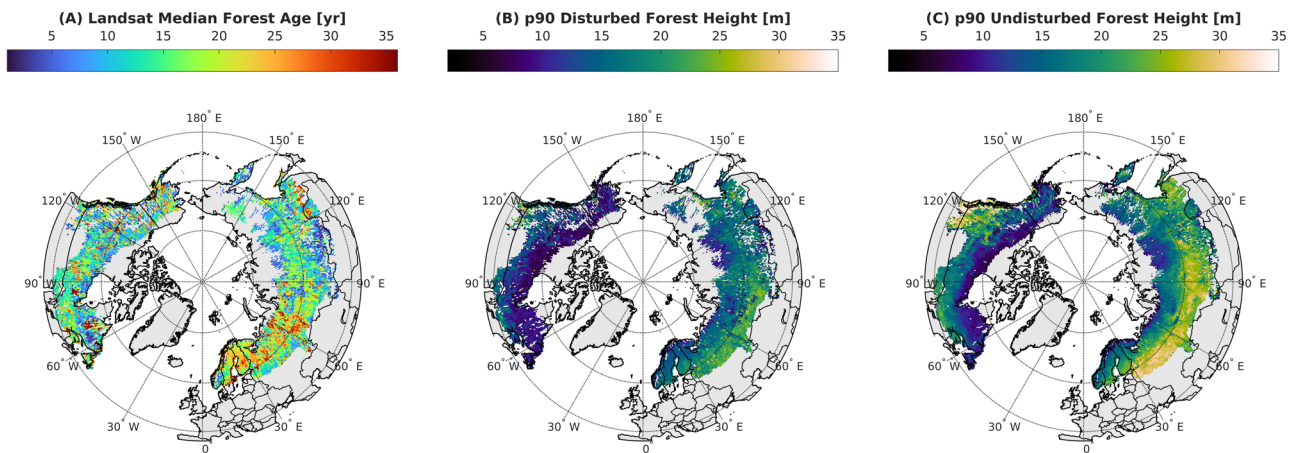 (A) Landsat Median Forest Age [yr]
5 10 15 20 25 30 35
180° E
150° W 150° E
120° W 120° E
90° W 90° E
60° W 60° E
30° W 30° E
0°
(B) p90 Disturbed Forest Height [m]
5 10 15 20 25 30 35
180° E
150° W 150° E
120° W 120° E
90° W 90° E
60° W 60° E
30° W 30° E
0°
(C) p90 Undisturbed Forest Height [m]
5 10 15 20 25 30 35
180° E
150° W 150° E
120° W 120° E
90° W 90° E
60° W 60° E
30° W 30° E
0°